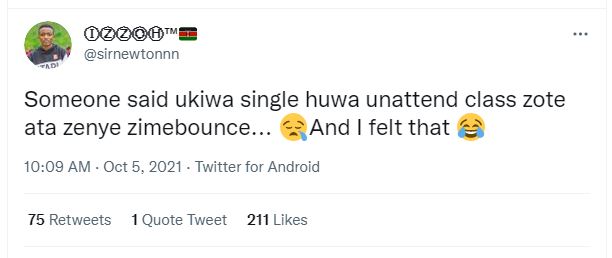 ⒾⓏⓏⓄⒽ™🇰🇪
@sirnewtonnn
Someone said ukiwa single huwa unattend class zote
ata zenye zimebounce... 😪And I felt that 😂
10:09 AM · Oct 5, 2021 · Twitter for Android
75 Retweets 1 Quote Tweet 211 Likes